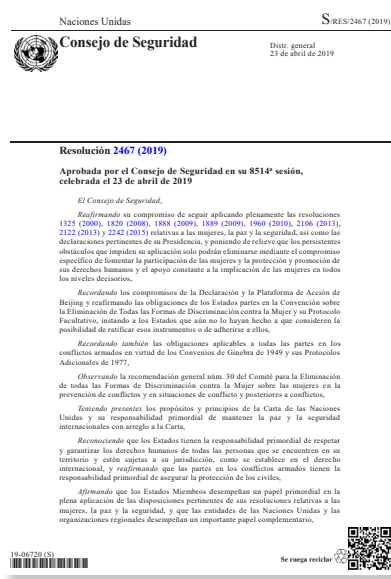 Naciones Unidas
S/RES/2467 (2019)
Consejo de Seguridad
Distr. general
23 de abril de 2019
Resolución 2467 (2019)
Aprobada por el Consejo de Seguridad en su 8514ª sesión,
celebrada el 23 de abril de 2019
El Consejo de Seguridad,
Reafirmando su compromiso de seguir aplicando plenamente las resoluciones
1325 (2000), 1820 (2008), 1888 (2009), 1889 (2009), 1960 (2010), 2106 (2013),
2122 (2013) y 2242 (2015) relativas a las mujeres, la paz y la seguridad, así como las
declaraciones pertinentes de su Presidencia, y poniendo de relieve que los persistentes
obstáculos que impiden su aplicación solo podrán eliminarse mediante el compromiso
específico de fomentar la participación de las mujeres y la protección y promoción de
sus derechos humanos y el apoyo constante a la implicación de las mujeres en todos
los niveles decisorios,
Recordando los compromisos de la Declaración y la Plataforma de Acción de
Beijing y reafirmando las obligaciones de los Estados partes en la Convención sobre
la Eliminación de Todas las Formas de Discriminación contra la Mujer y su Protocolo
Facultativo, instando a los Estados que aún no lo hayan hecho a que consideren la
posibilidad de ratificar esos instrumentos o de adherirse a ellos,
Recordando también las obligaciones aplicables a todas las partes en los
conflictos armados en virtud de los Convenios de Ginebra de 1949 y sus Protocolos
Adicionales de 1977,
Observando la recomendación general núm. 30 del Comité para la Eliminación
de todas las Formas de Discriminación contra la Mujer sobre las mujeres en la
prevención de conflictos y en situaciones de conflicto y posteriores a conflictos,
Teniendo presentes los propósitos y principios de la Carta de las Naciones
Unidas y su responsabilidad primordial de mantener la paz y la seguridad
internacionales con arreglo a la Carta,
Reconociendo que los Estados tienen la responsabilidad primordial de respetar
y garantizar los derechos humanos de todas las personas que se encuentren en su
territorio y estén sujetas a su jurisdicción, como se establece en el derecho
internacional, y reafirmando que las partes en los conflictos armados tienen la
responsabilidad primordial de asegurar la protección de los civiles,
Afirmando que los Estados Miembros desempeñan un papel primordial en la
plena aplicación de las disposiciones pertinentes de sus resoluciones relativas a las
mujeres, la paz y la seguridad, y que las entidades de las Naciones Unidas y las
organizaciones regionales desempeñan un importante papel complementario,
19-06720 (S)
Se ruega reciclar